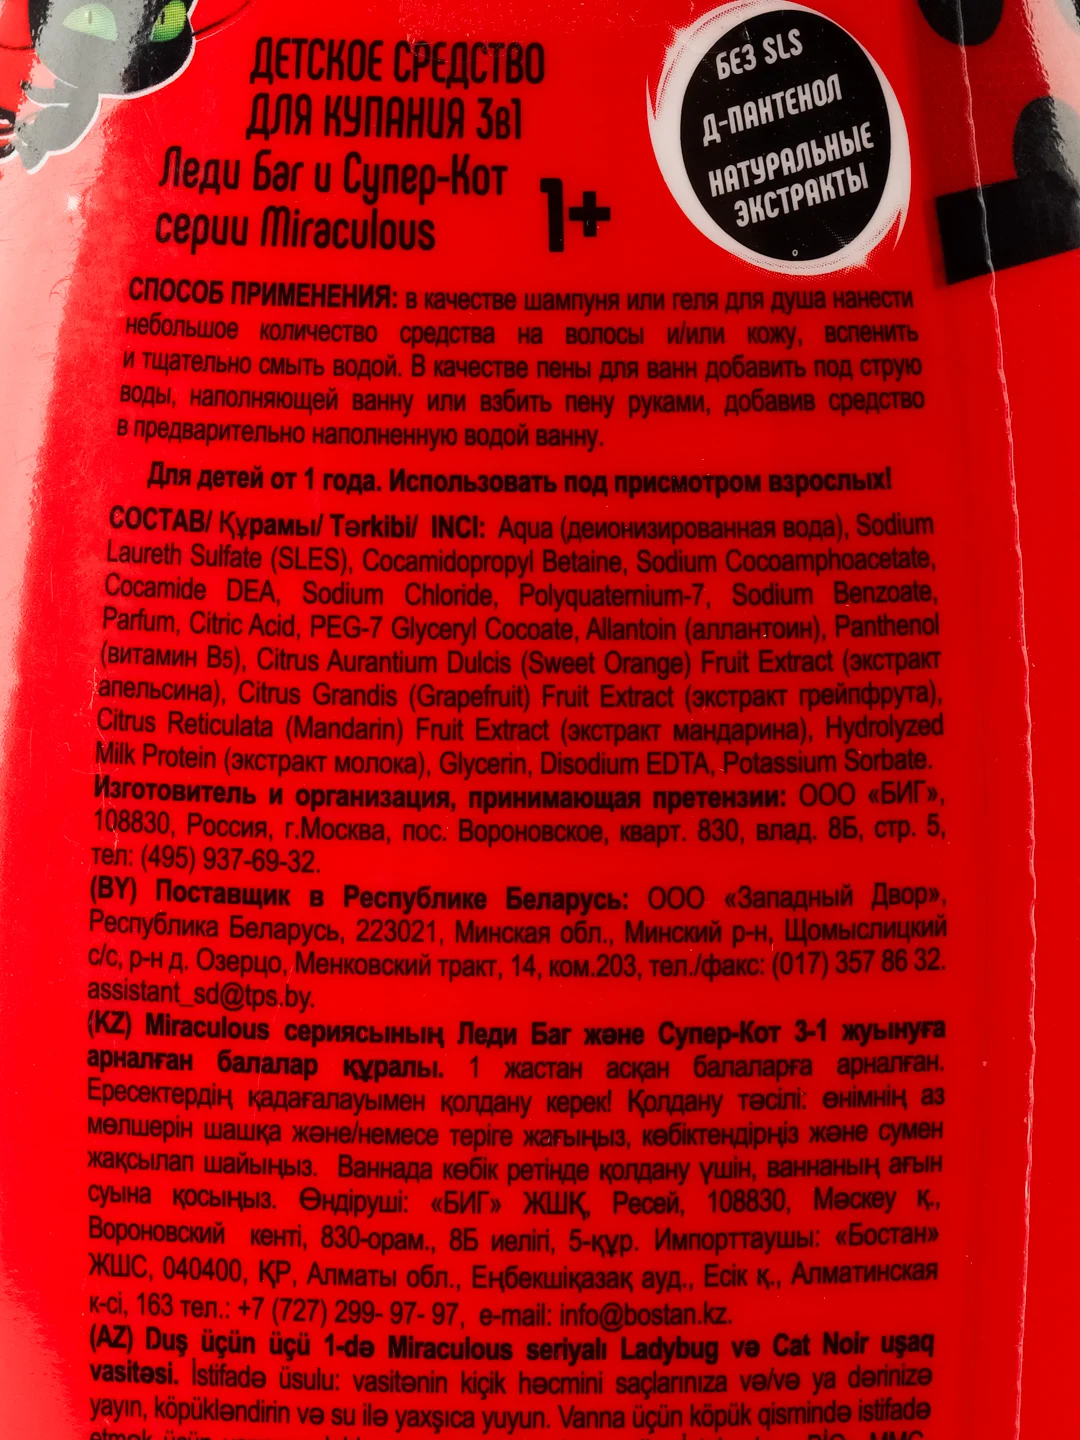 ДЕТСКОЕ СРЕДСТВО
ДЛЯ КУПАНИЯ 3в1
Леди Баг и Супер-Кот
серии Miraculous
1+
БЕЗ SLS
Д-ПАНТЕНОЛ
НАТУРАЛЬНЫЕ
ЭКСТРАКТЫ
СПОСОБ ПРИМЕНЕНИЯ: в качестве шампуня или геля для душа нанести
небольшое количество средства на волосы и/или кожу, вспенить
и тщательно смыть водой. В качестве пены для ванн добавить под струю
воды, наполняющей ванну или взбить пену руками, добавив средство
в предварительно наполненную водой ванну.
Для детей от 1 года. Использовать под присмотром взрослых!
СОСТАВ/ Құрамы/ Tərkibi/ INCI: Aqua (деионизированная вода), Sodium
Laureth Sulfate (SLES), Cocamidopropyl Betaine, Sodium Cocoamphoacetate,
Cocamide DEA, Sodium Chloride, Polyquaternium-7, Sodium Benzoate,
Parfum, Citric Acid, PEG-7 Glyceryl Cocoate, Allantoin (аллантоин), Panthenol
(витамин B5), Citrus Aurantium Dulcis (Sweet Orange) Fruit Extract (экстракт
апельсина), Citrus Grandis (Grapefruit) Fruit Extract (экстракт грейпфрута),
Citrus Reticulata (Mandarin) Fruit Extract (экстракт мандарина), Hydrolyzed
Milk Protein (экстракт молока), Glycerin, Disodium EDTA, Potassium Sorbate.
Изготовитель и организация, принимающая претензии: ООО «БИГ»,
108830, Россия, г.Москва, пос. Вороновское, кварт. 830, влад. 8Б, стр. 5,
тел: (495) 937-69-32.
(BY) Поставщик в Республике Беларусь: ООО «Западный Двор»,
Республика Беларусь, 223021, Минская обл., Минский р-н, Щомыслицкий
с/с, р-н д. Озерцо, Менковский тракт, 14, ком.203, тел./факс: (017) 357 86 32.
assistant_sd@tps.by.
(KZ) Miraculous сериясының Леди Баг және Супер-Кот 3-1 жуынуға
арналған балалар құралы. 1 жастан асқан балаларға арналған.
Ересектердің қадағалауымен қолдану керек! Қолдану тәсілі: өнімнің аз
мөлшерін шашқа және/немесе теріге жағыңыз, көбіктендірңіз және сумен
жақсылап шайыңыз. Ваннада көбік ретінде қолдану үшін, ваннаның ағын
суына қосыңыз. Өндіруші: «БИГ» ЖШҚ, Ресей, 108830, Мәскеу қ.,
Вороновский кенті, 830-орам., 8Б иелігі, 5-құр. Импорттаушы: «Бостан»
ЖШС, 040400, ҚР, Алматы обл., Еңбекшіқазақ ауд., Есік қ., Алматинская
к-сі, 163 тел.: +7 (727) 299- 97- 97, e-mail: info@bostan.kz.
(AZ) Duş üçün üçü 1-də Miraculous seriyalı Ladybug və Cat Noir uşaq
vasitəsi. İstifadə üsulu: vasitənin kiçik həcmini saçlarınıza və/və ya dərinizə
yayın, köpükləndirin və su ilə yaxşıca yuyun. Vanna üçün köpük qismində istifadə